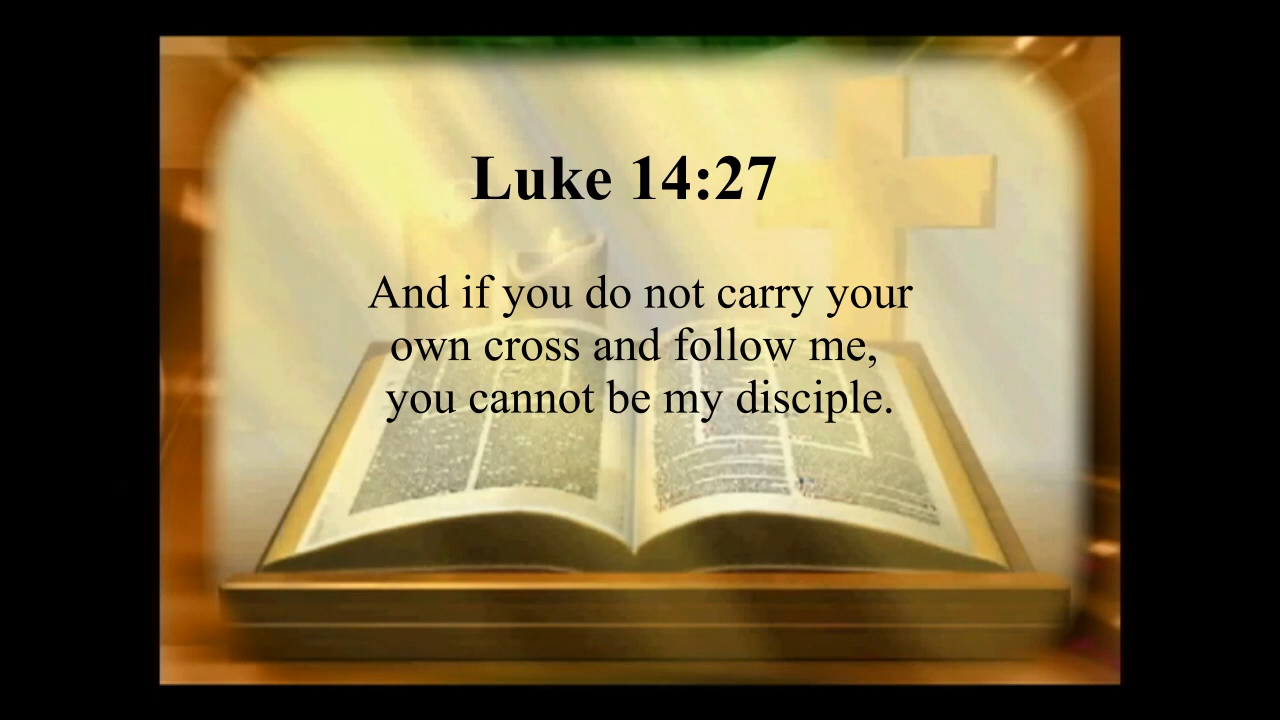 Luke 14:27
And if you do not carry your
own cross and follow me,
you cannot be my disciple.